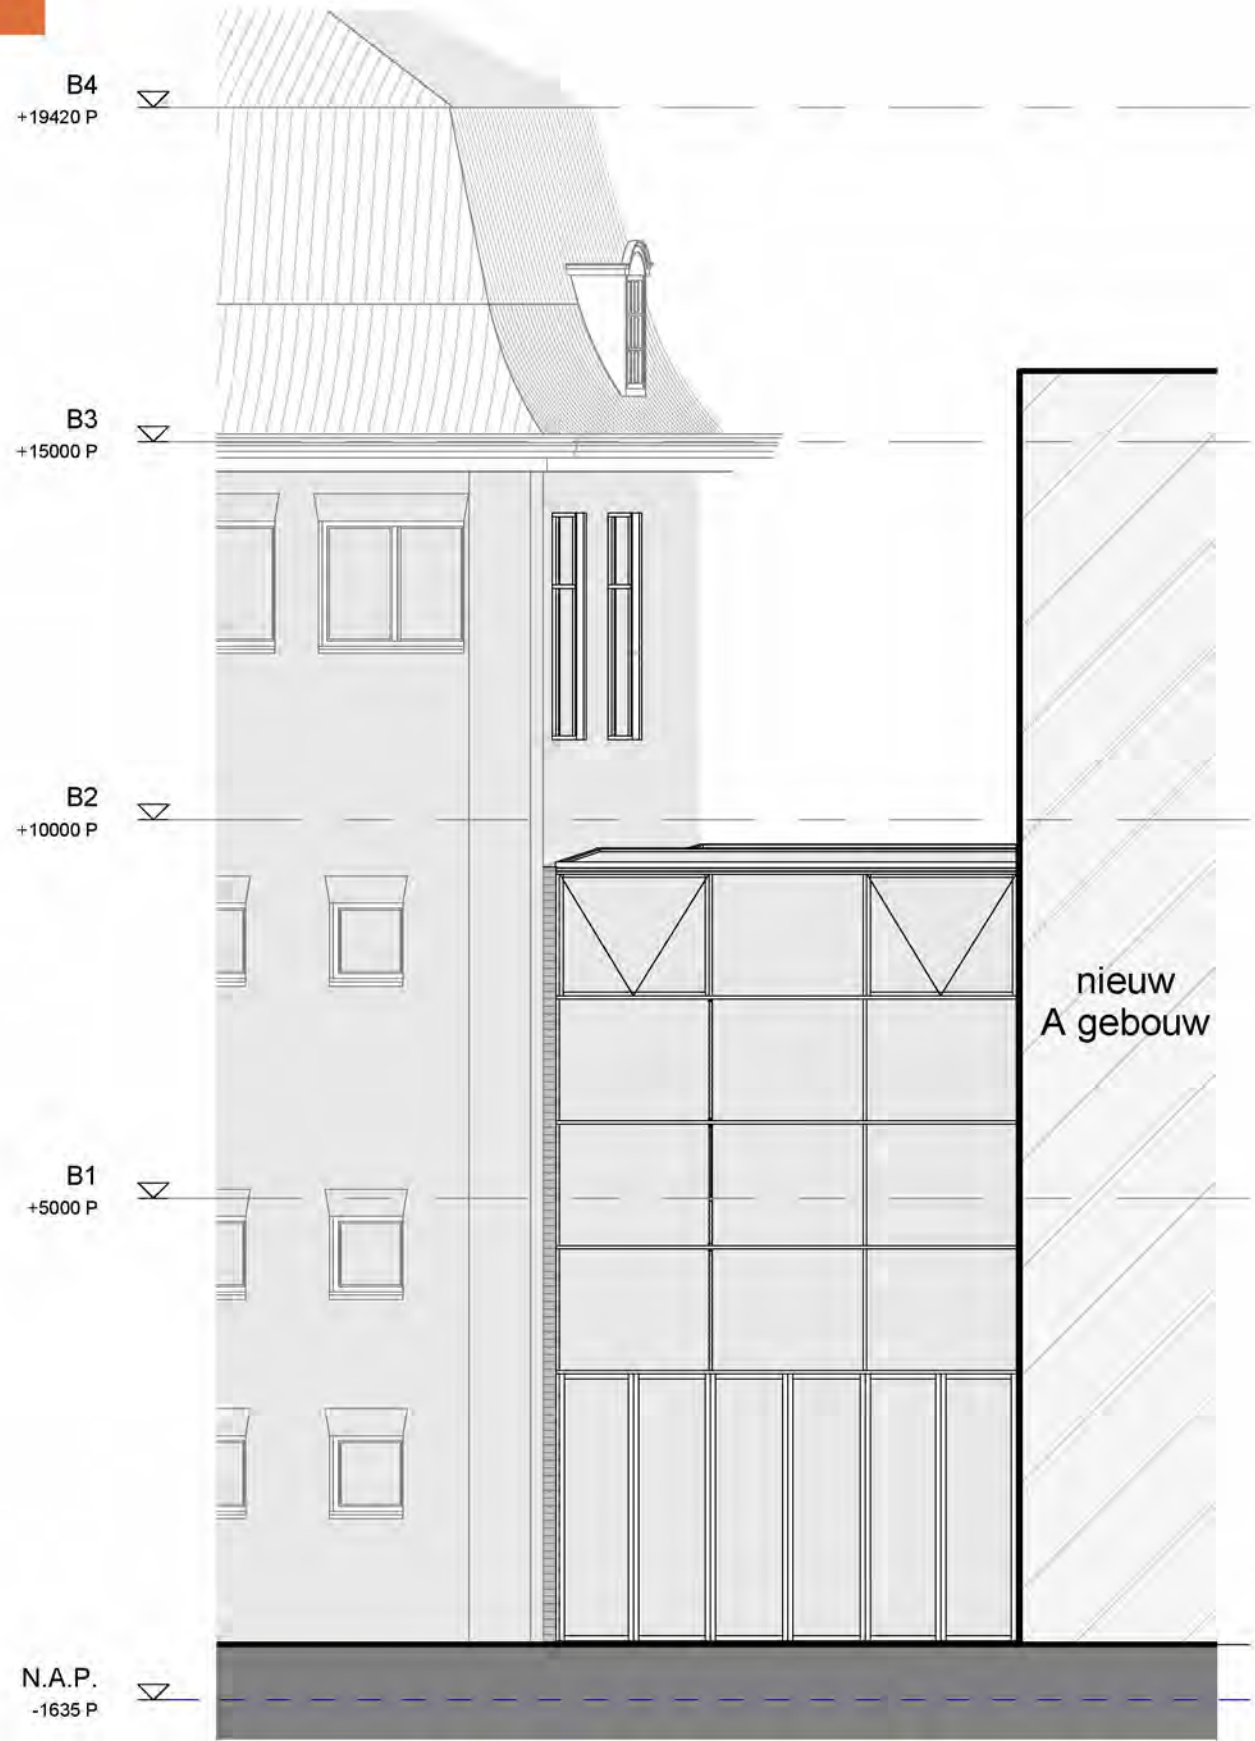 B4
+19420 P
B3
+15000 P
B2
+10000 P
nieuw
A gebouw
B1
+5000 P
N.A.P.
-1635 P